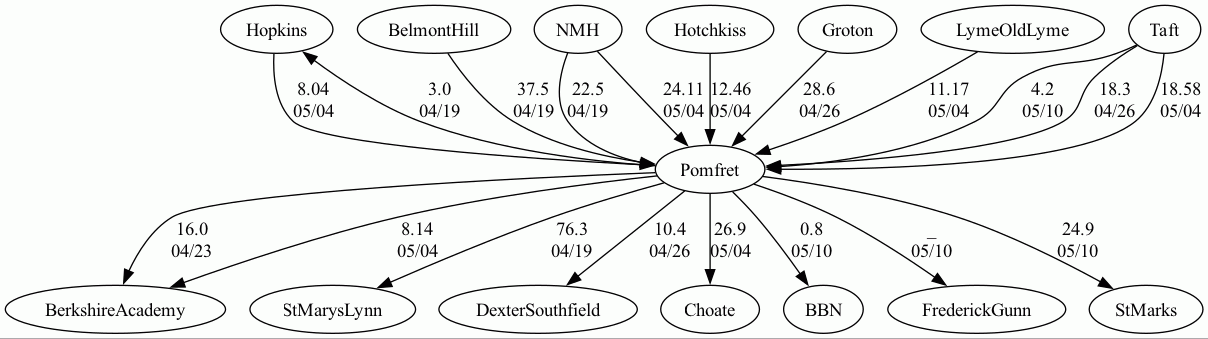 Hopkins BelmontHill NMH Hotchkiss Groton LymeOldLyme Taft
8.04 3.0 37.5 22.5 24.11 12.46 28.6 11.17 4.2 18.3 18.58
05/04 04/19 04/19 04/19 05/04 05/04 04/26 05/04 05/10 04/26 05/04
Pomfret
16.0 8.14 76.3 10.4 26.9 0.8 _ 24.9
04/23 05/04 04/19 04/26 05/04 05/10 05/10 05/10
BerkshireAcademy StMarysLynn DexterSouthfield Choate BBN FrederickGunn StMarks